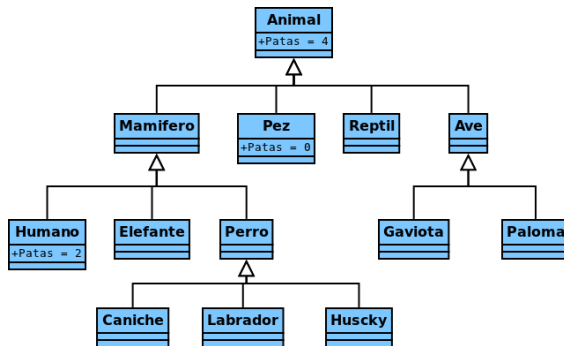 Animal
+Patas = 4
Mamifero
Pez
Reptil
Ave
+Patas = 0
Humano
Elefante
Perro
Gaviota
Paloma
+Patas = 2
Caniche
Labrador
Huscky